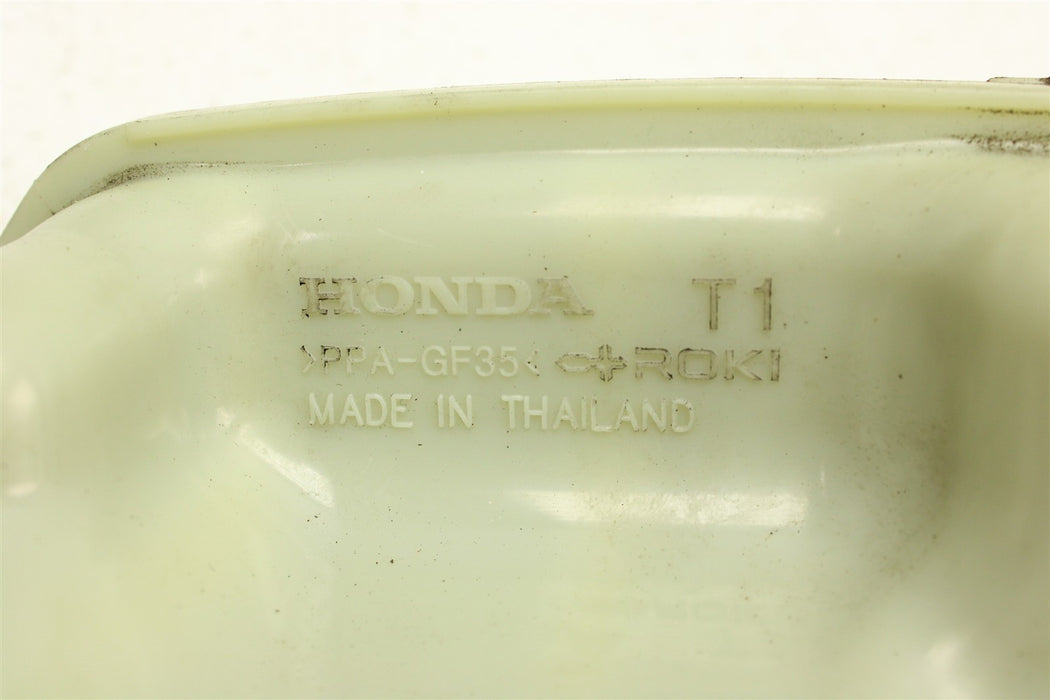 HONDA T1
>PPA-GF35< ROKI
MADE IN THAILAND